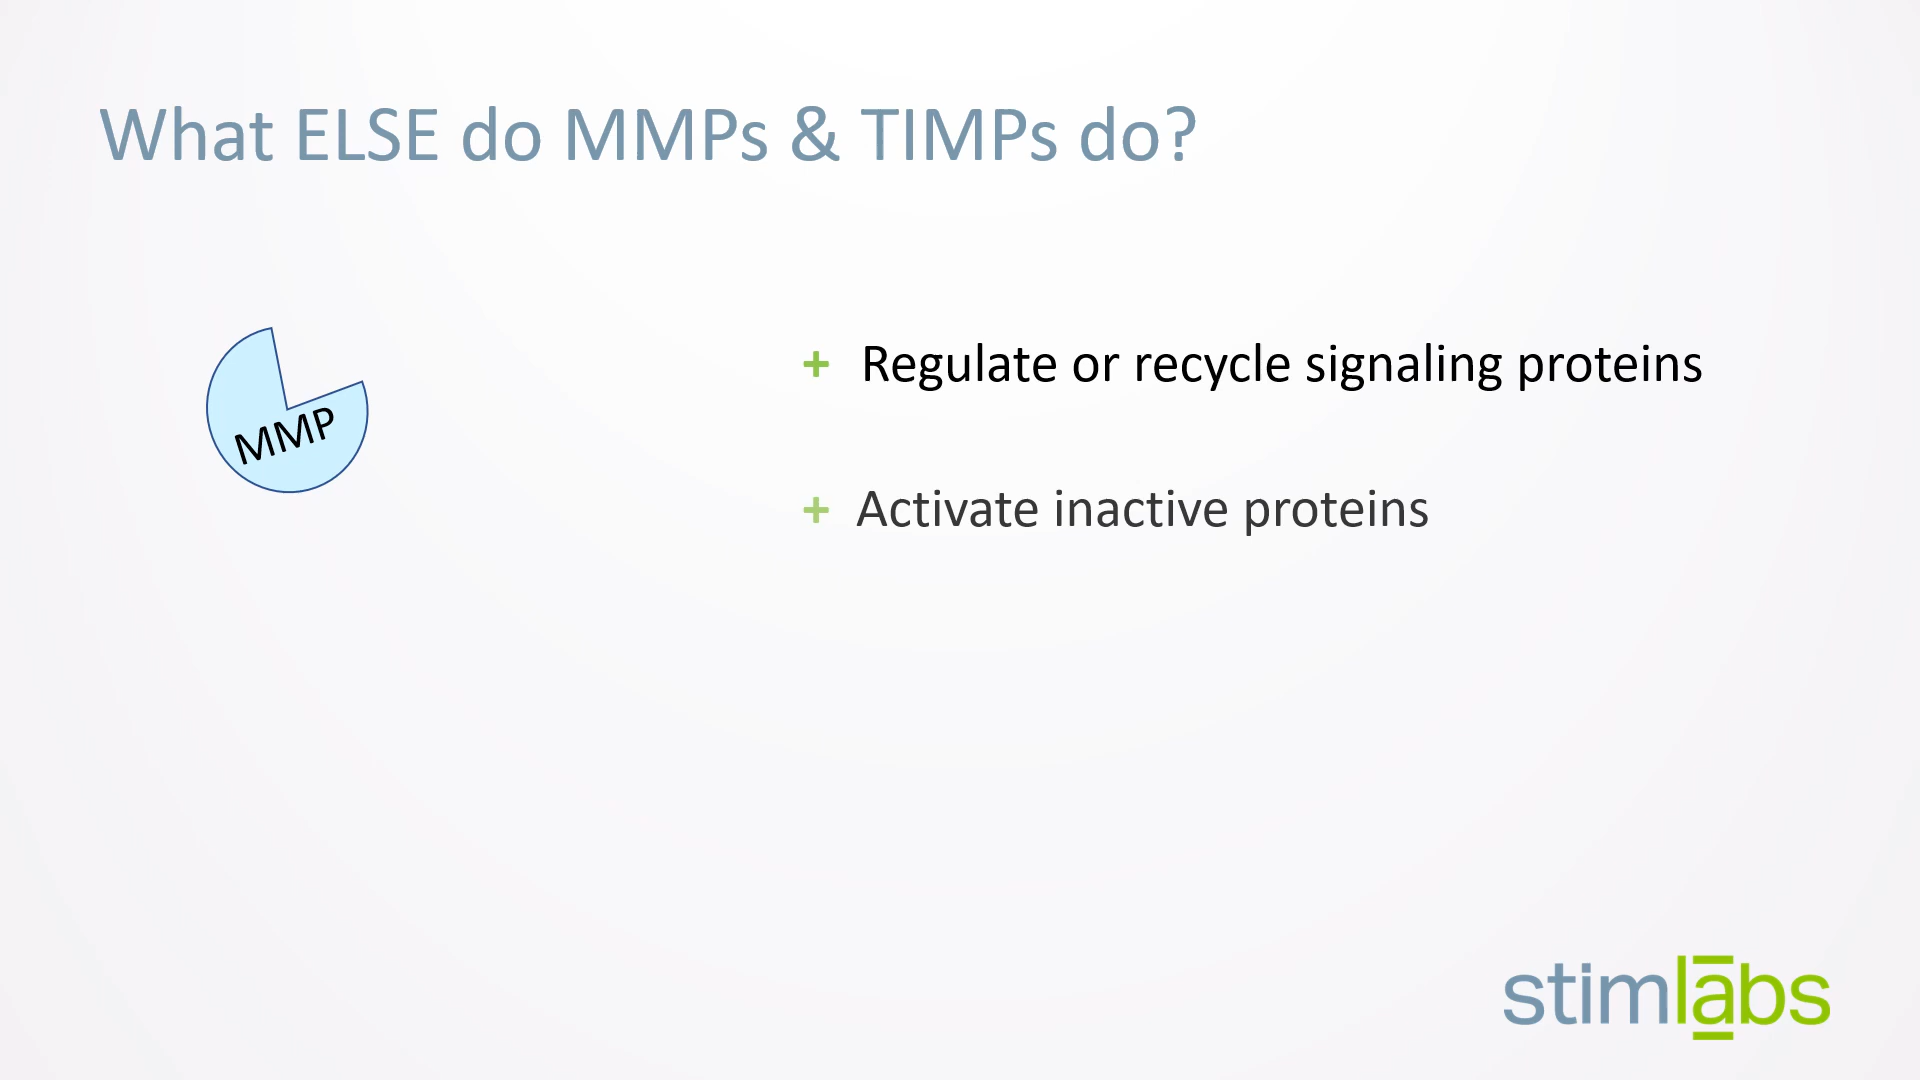 What ELSE do MMPs & TIMPs do?
MMP
+ Regulate or recycle signaling proteins
+ Activate inactive proteins
stimlabs